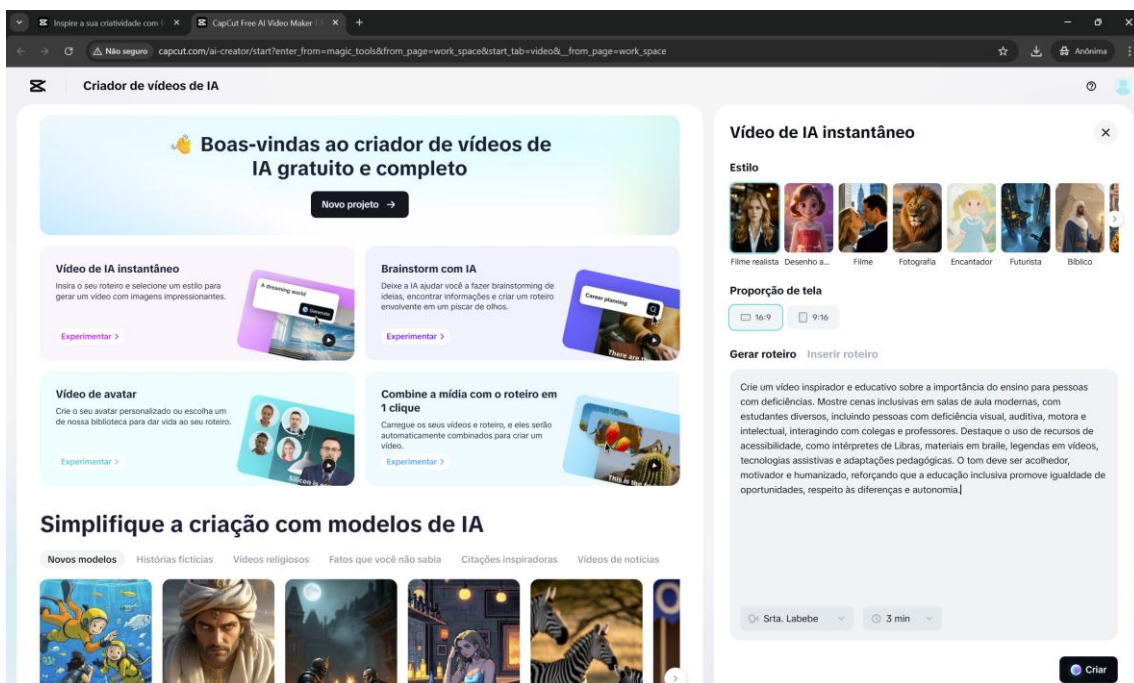 Inspire a sua criatividade com
CapCut Free AI Video Maker
Não seguro
capcut.com/ai-creator/start?enter_from=magic_tools&from_page=work_space&start_tab=video&_from_page=work_space
Anônima
Criador de vídeos de IA
Boas-vindas ao criador de vídeos de
IA gratuito e completo
Novo projeto →
Vídeo de IA instantâneo
Insira o seu roteiro e selecione um estilo para
gerar um vídeo com imagens impressionantes.
Experimentar >
A dreaming world
Generate
Brainstorm com IA
Deixe a IA ajudar você a fazer brainstorming de
ideias, encontrar informações e criar um roteiro
envolvente em um piscar de olhos.
Experimentar >
Career planning
There are
Vídeo de avatar
Crie o seu avatar personalizado ou escolha um
de nossa biblioteca para dar vida ao seu roteiro.
Experimentar >
Combine a mídia com o roteiro em
1 clique
Carregue os seus vídeos e roteiro, e eles serão
automaticamente combinados para criar um
vídeo.
Experimentar >
This is the
Simplifique a criação com modelos de IA
Novos modelos
Histórias fictícias
Vídeos religiosos
Fatos que você não sabia
Citações inspiradoras
Vídeos de notícias
Vídeo de IA instantâneo
Estilo
Filme realista
Desenho a...
Filme
Fotografia
Encantador
Futurista
Bíblico
Proporção de tela
16:9
9:16
Gerar roteiro
Inserir roteiro
Crie um vídeo inspirador e educativo sobre a importância do ensino para pessoas
com deficiências. Mostre cenas inclusivas em salas de aula modernas, com
estudantes diversos, incluindo pessoas com deficiência visual, auditiva, motora e
intelectual, interagindo com colegas e professores. Destaque o uso de recursos de
acessibilidade, como intérpretes de Libras, materiais em braile, legendas em vídeos,
tecnologias assistivas e adaptações pedagógicas. O tom deve ser acolhedor,
motivador e humanizado, reforçando que a educação inclusiva promove igualdade de
oportunidades, respeito às diferenças e autonomia.
Srta. Labebe
3 min
Criar